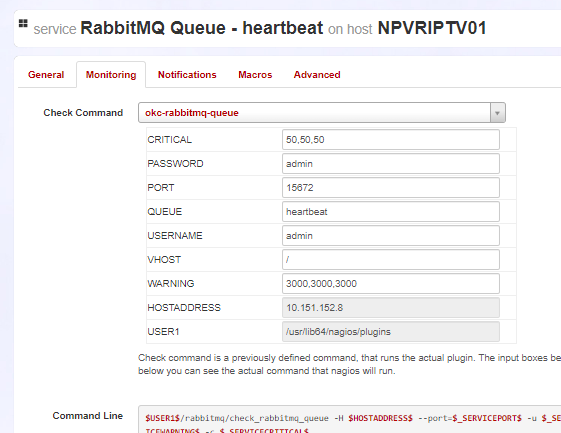 service RabbitMQ Queue - heartbeat on host NPVRIPTV01
General Monitoring Notifications Macros Advanced
Check Command okc-rabbitmq-queue
CRITICAL 50,50,50
PASSWORD admin
PORT 15672
QUEUE heartbeat
USERNAME admin
VHOST /
WARNING 3000,3000,3000
HOSTADDRESS 10.151.152.8
USER1 /usr/lib64/nagios/plugins
Check command is a previously defined command, that runs the actual plugin. The input boxes be
below you can see the actual command that nagios will run.
Command Line $USER1$/rabbitmq/check_rabbitmq_queue -H $HOSTADDRESS$ --port=$_SERVICEPORT$ -u $_SE
ICEWARNING$ -c $_SERVICECRITICAL$